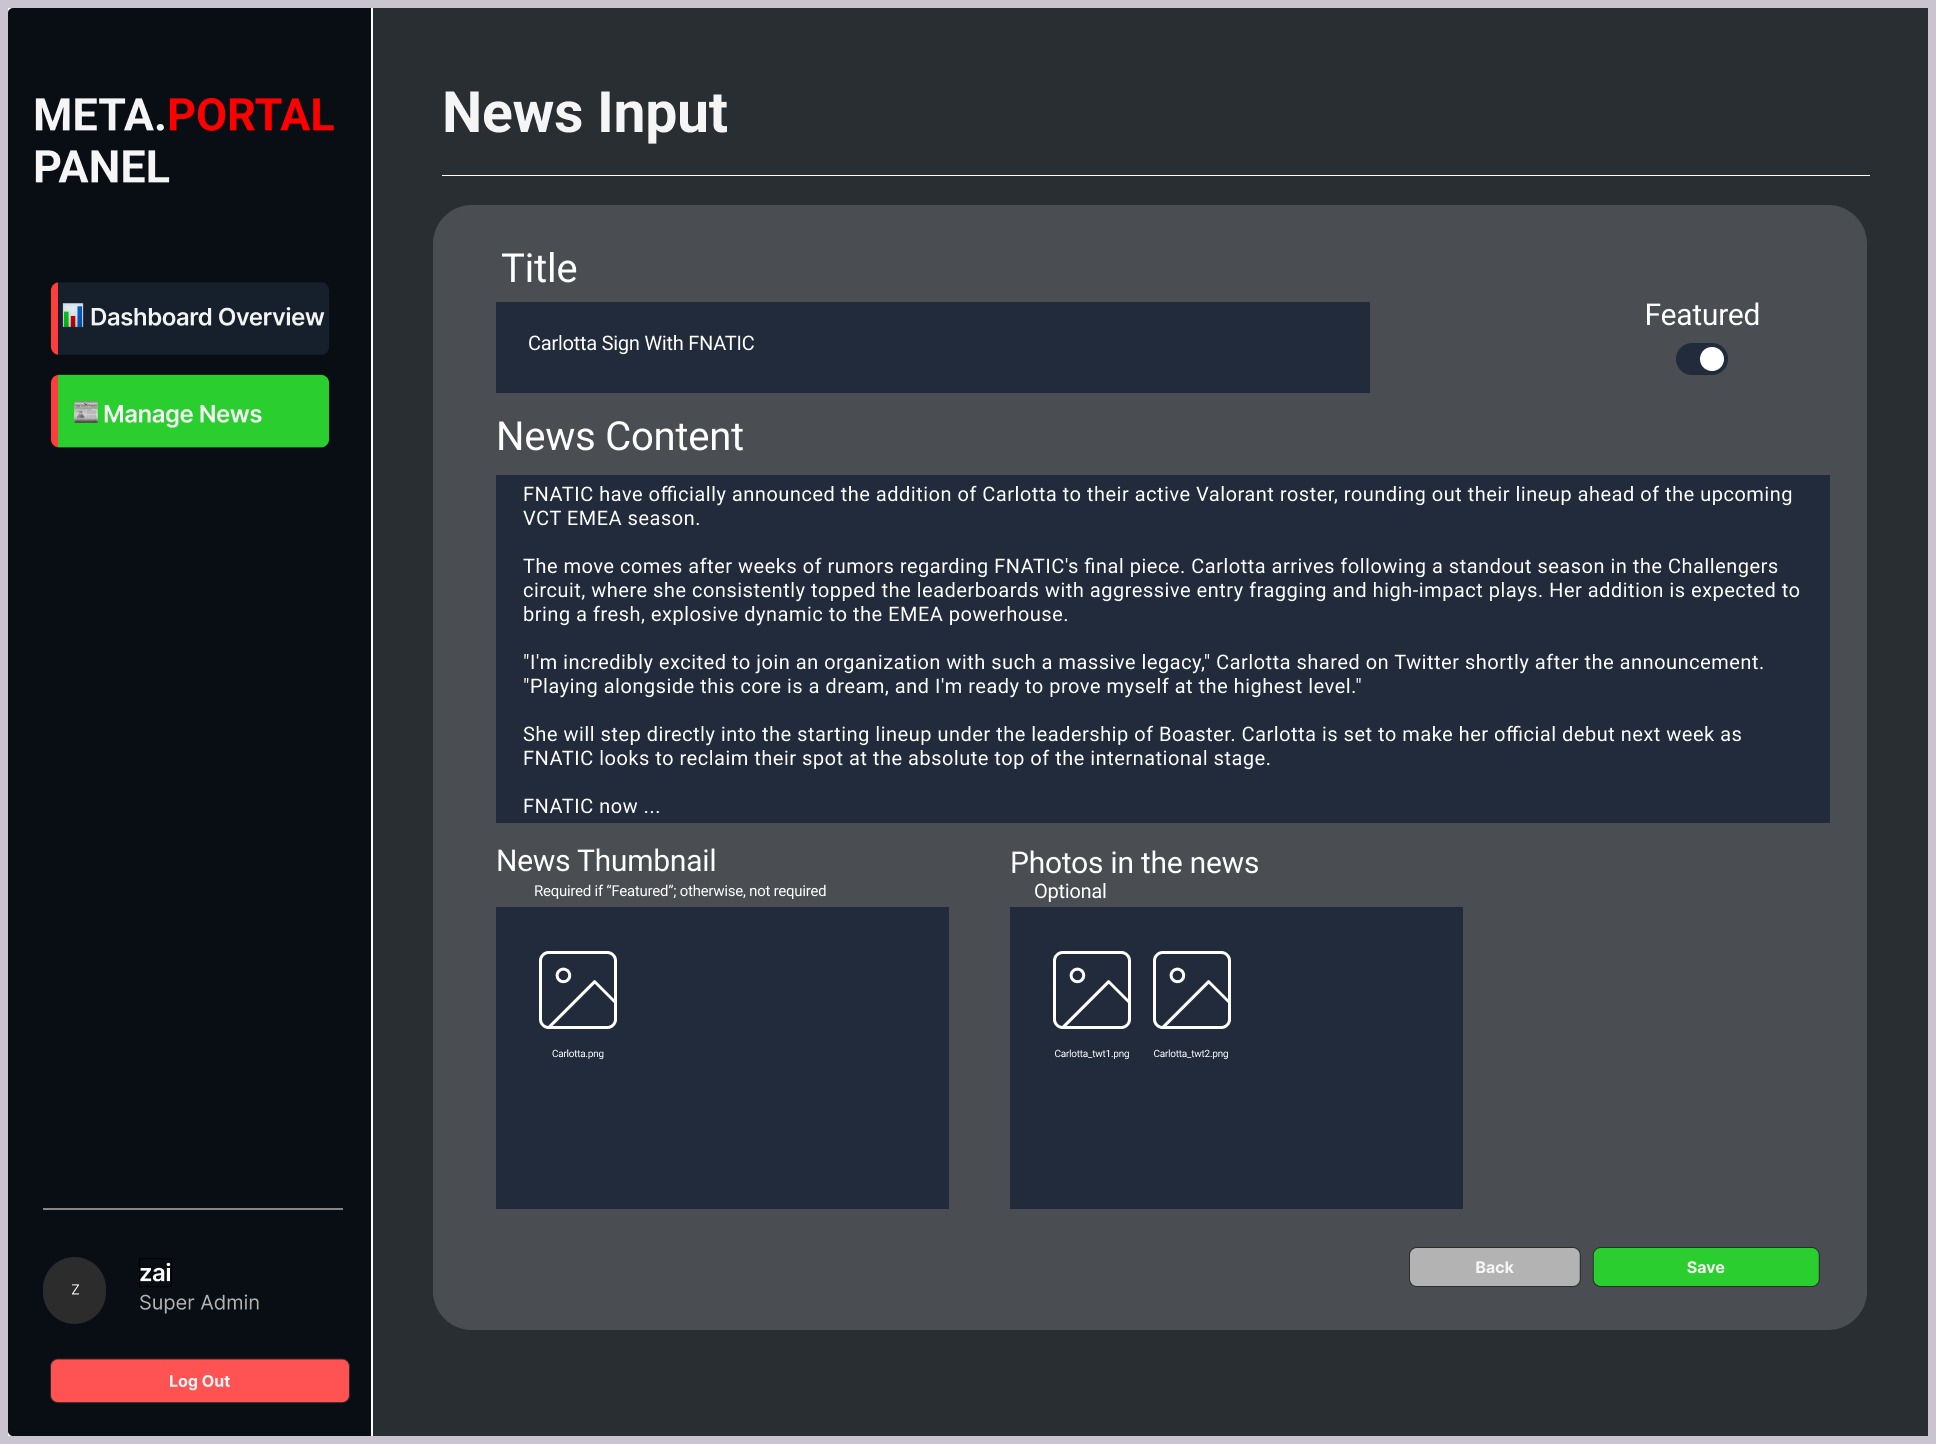 META.PORTAL
PANEL
Dashboard Overview
Manage News
zai
Z
Super Admin
Log Out
News Input
Title
Carlotta Sign With FNATIC
Featured
News Content
FNATIC have officially announced the addition of Carlotta to their active Valorant roster, rounding out their lineup ahead of the upcoming
VCT EMEA season.
The move comes after weeks of rumors regarding FNATIC's final piece. Carlotta arrives following a standout season in the Challengers
circuit, where she consistently topped the leaderboards with aggressive entry fragging and high-impact plays. Her addition is expected to
bring a fresh, explosive dynamic to the EMEA powerhouse.
"I'm incredibly excited to join an organization with such a massive legacy," Carlotta shared on Twitter shortly after the announcement.
"Playing alongside this core is a dream, and I'm ready to prove myself at the highest level."
She will step directly into the starting lineup under the leadership of Boaster. Carlotta is set to make her official debut next week as
FNATIC looks to reclaim their spot at the absolute top of the international stage.
FNATIC now ...
News Thumbnail
Required if “Featured”; otherwise, not required
Carlotta.png
Photos in the news
Optional
Carlotta_twt1.png
Carlotta_twt2.png
Back
Save